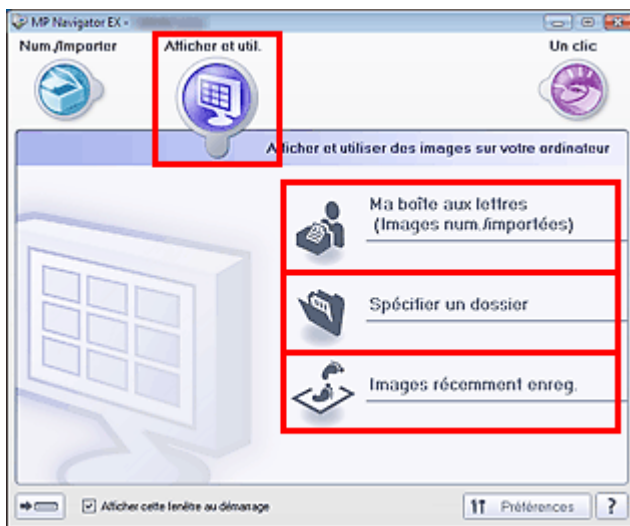 MP Navigator EX -
Num./Importer
Afficher et util.
Un clic
Afficher et utiliser des images sur votre ordinateur
Ma boîte aux lettres
(Images num./importées)
Spécifier un dossier
Images récemment enreg.
Afficher cette fenêtre au démarrage
Préférences
?